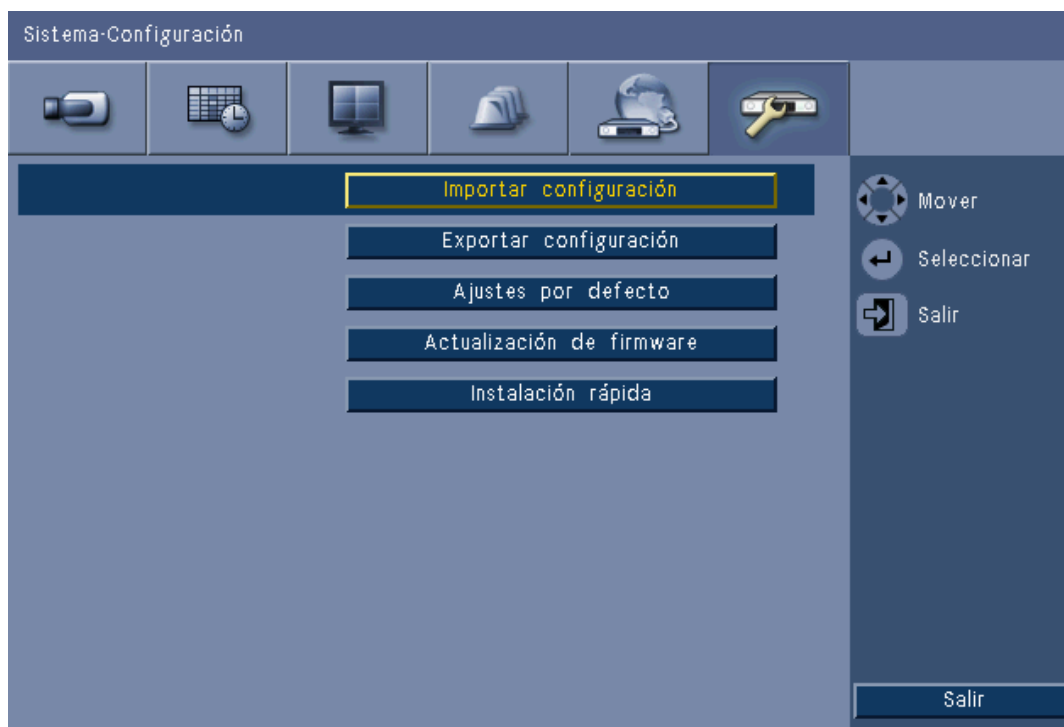 Sistema-Configuración
Importar configuración
Exportar configuración
Ajustes por defecto
Actualización de firmware
Instalación rápida
Mover
Seleccionar
Salir
Salir